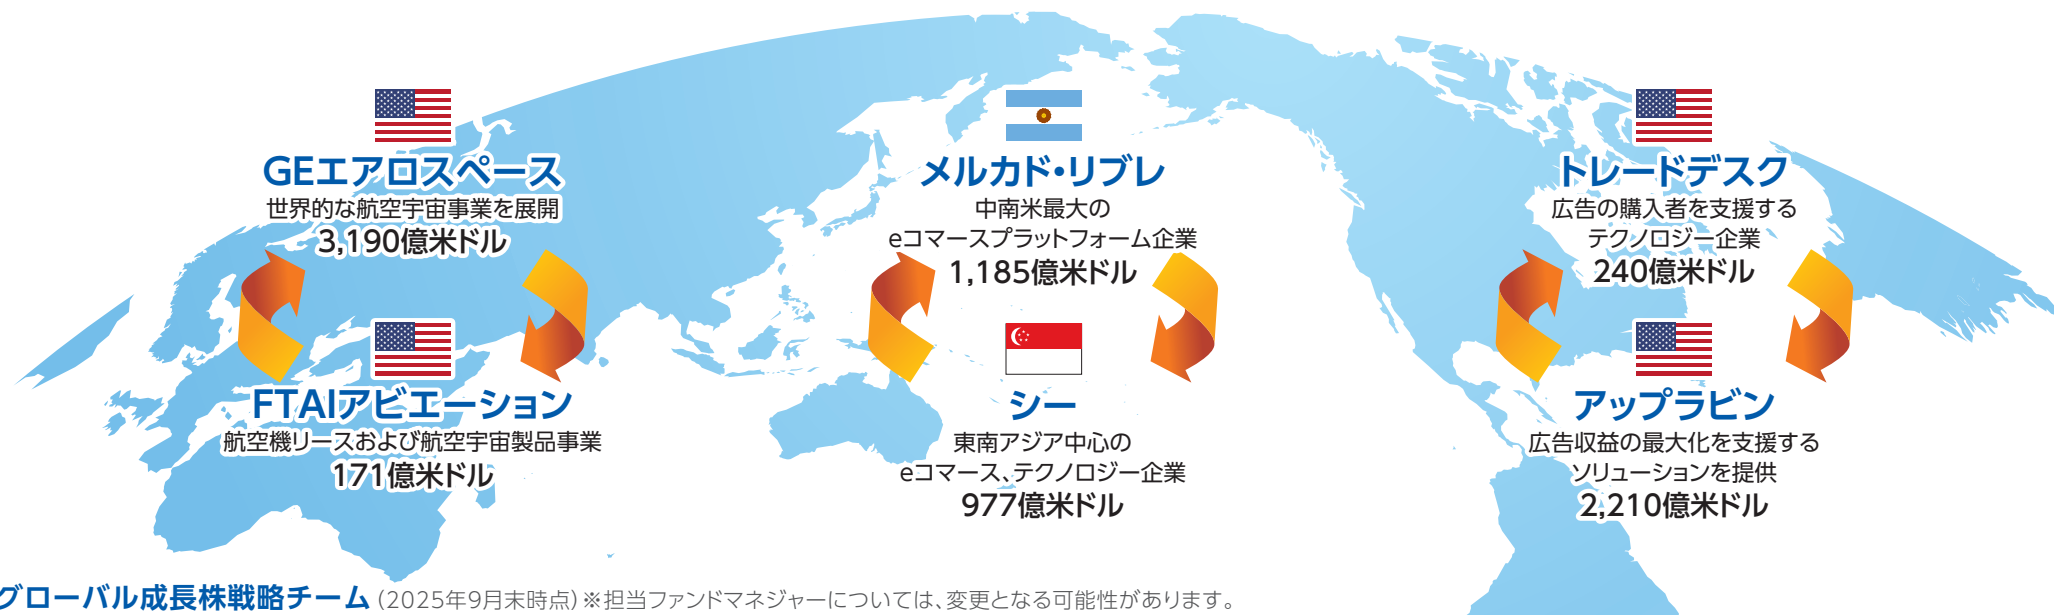 GEエアロスペース
世界的な航空宇宙事業を展開
3,190億米ドル
FTAIアビエーション
航空機リースおよび航空宇宙製品事業
171億米ドル
メルカド・リブレ
中南米最大の
eコマースプラットフォーム企業
1,185億米ドル
シー
東南アジア中心の
eコマース、テクノロジー企業
977億米ドル
トレードデスク
広告の購入者を支援する
テクノロジー企業
240億米ドル
アップラビン
広告収益の最大化を支援する
ソリューションを提供
2,210億米ドル
グローバル成長株戦略チーム (2025年9月末時点)※担当ファンドマネジャーについては、変更となる可能性があります。